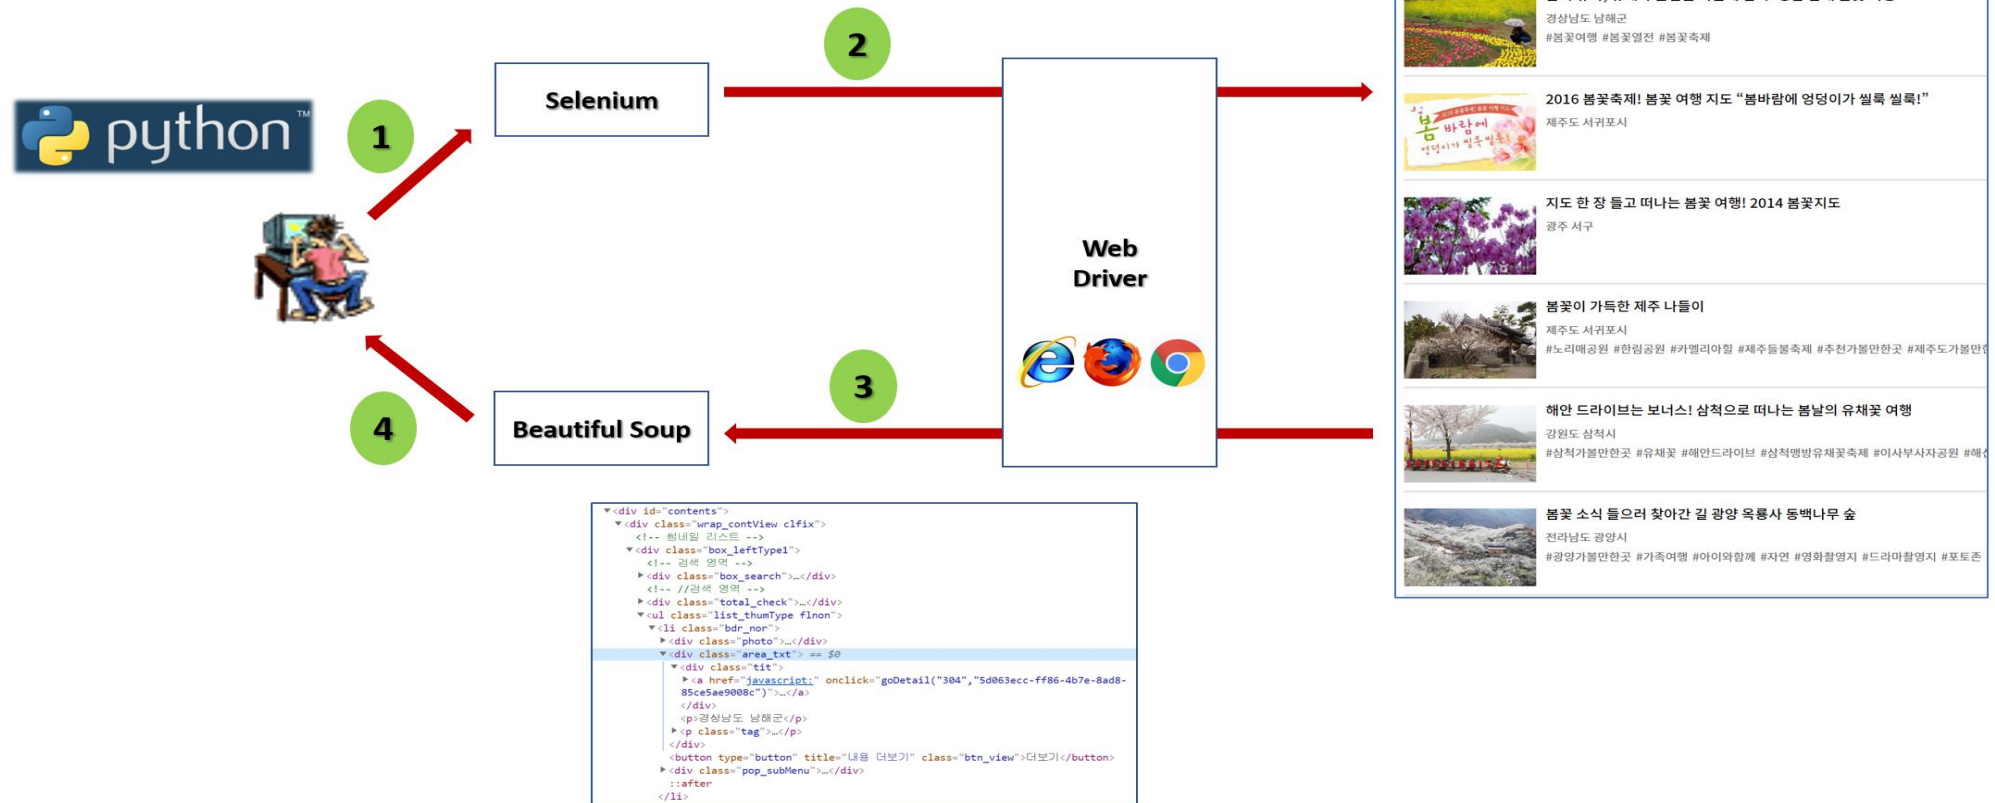 python™
1
Selenium
2
Web
Driver
3
Beautiful Soup
4
경상남도 남해군
#봄꽃여행 #봄꽃열전 #봄꽃축제
봄
바람에
엉덩이가 씰룩 씰룩!
2016 봄꽃축제! 봄꽃 여행 지도 “봄바람에 엉덩이가 씰룩 씰룩!”
제주도 서귀포시
지도 한 장 들고 떠나는 봄꽃 여행! 2014 봄꽃지도
광주 서구
봄꽃이 가득한 제주 나들이
제주도 서귀포시
#노리매공원 #한림공원 #카멜리아힐 #제주들불축제 #추천가볼만한곳 #제주도가볼만한
해안 드라이브는 보너스! 삼척으로 떠나는 봄날의 유채꽃 여행
강원도 삼척시
#삼척가볼만한곳 #유채꽃 #해안드라이브 #삼척맹방유채꽃축제 #이사부사자공원
봄꽃 소식 들으러 찾아간 길 광양 옥룡사 동백나무 숲
전라남도 광양시
#광양가볼만한곳 #가족여행 #아이와함께 #자연 #영화촬영지 #드라마촬영지 #포토존
▼<div id="contents">
▼<div class="wrap_contView clfix">
<!-- 썸네일 리스트 -->
▼<div class="box_leftType1">
<!-- 검색 영역 -->
▶<div class="box_search">…</div>
<!-- //검색 영역 -->
▶<div class="total_check">…</div>
▼<ul class="list_thumType flnon">
▼<li class="bdr_nor">
▶<div class="photo">…</div>
▼<div class="area_txt"> == $0
▼<div class="tit">
▶<a href="javascript:" onclick="goDetail("304","5d063ecc-ff86-4b7e-8ad8-
85ce5ae9008c")">…</a>
</div>
<p>경상남도 남해군</p>
▶<p class="tag">…</p>
</div>
<button type="button" title="내용 더보기" class="btn_view">더보기</button>
▶<div class="pop_subMenu">…</div>
::after
</li>